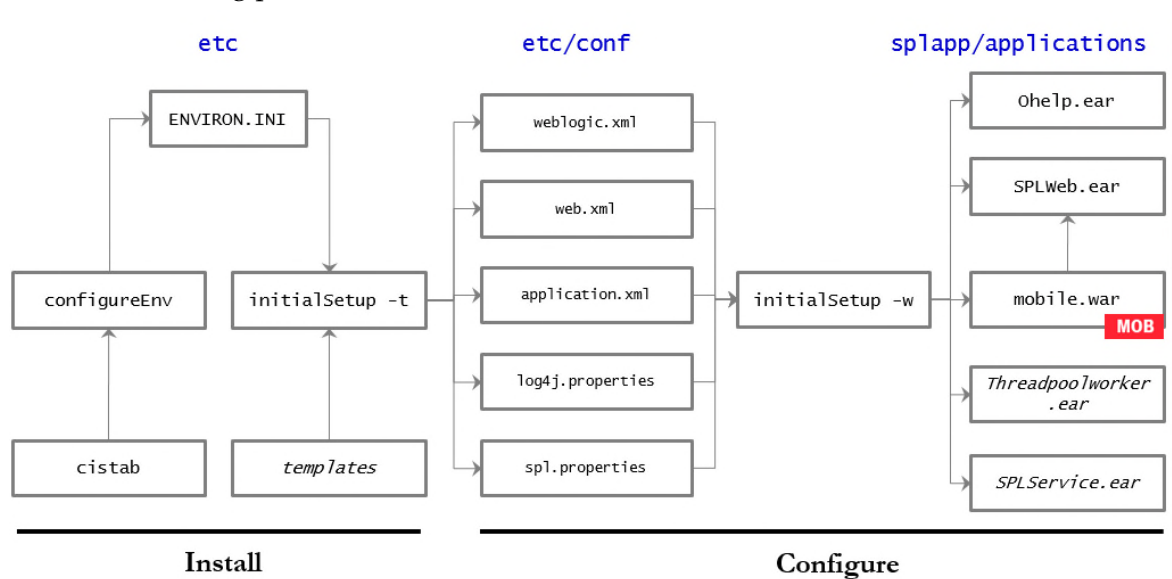 etc
etc/conf
splapp/applications
ENVIRON.INI
configureEnv
initialSetup -t
cistab
templates
weblogic.xml
web.xml
application.xml
log4j.properties
spl.properties
initialSetup -w
Ohelp.ear
SPLWeb.ear
mobile.war
MOB
Threadpoolworker
.ear
SPLService.ear
Install
Configure